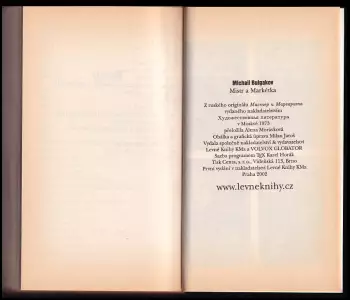 Michail Bulgakov
Mistr a Markétka
Z ruského originálu Мастер и Маргарита
vydaného nakladatelstvím
Художественная литература
v Moskvě 1973
přeložila Alena Morávková
Obálka a grafická úprava Milan Jaroš
Vydala společně nakladatelství & vydavatelství
Levné Knihy KMa a VOLVOX GLOBATOR
Sazba programem TEX Karel Horák
Tisk Centa, s. r. o., Vídeňská 113, Brno
První vydání v nakladatelství Levné Knihy KMa
Praha 2002
www.levneknihy.cz